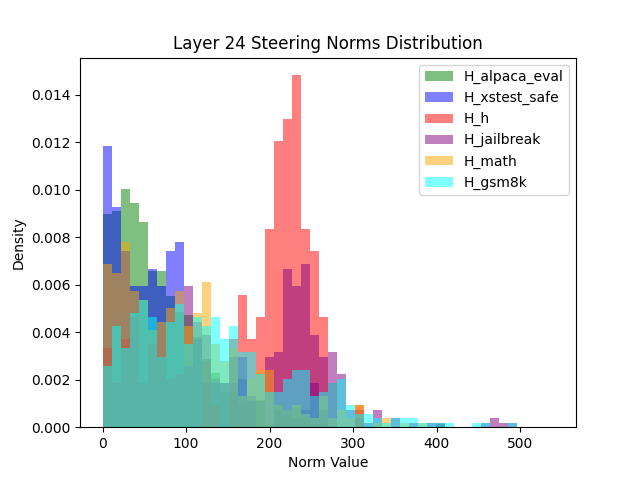 Layer 24 Steering Norms Distribution
H_alpaca_eval
H_xstest_safe
H_h
H_jailbreak
H_math
H_gsm8k
Density
0.014
0.012
0.010
0.008
0.006
0.004
0.002
0.000
0 100 200 300 400 500
Norm Value